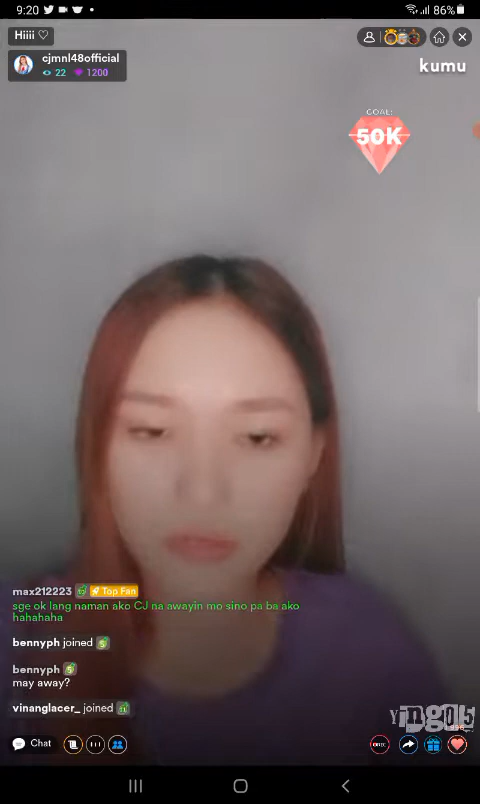 9:20
86%
Hiiii ♡
cjmnl48official
22 1200
kumu
GOAL:
50K
max212223 Top Fan
sge ok lang naman ako CJ na awayin mo sino pa ba ako
hahahaha
bennyph joined
bennyph
may away?
vinanglacer_ joined
Yingo15
Chat